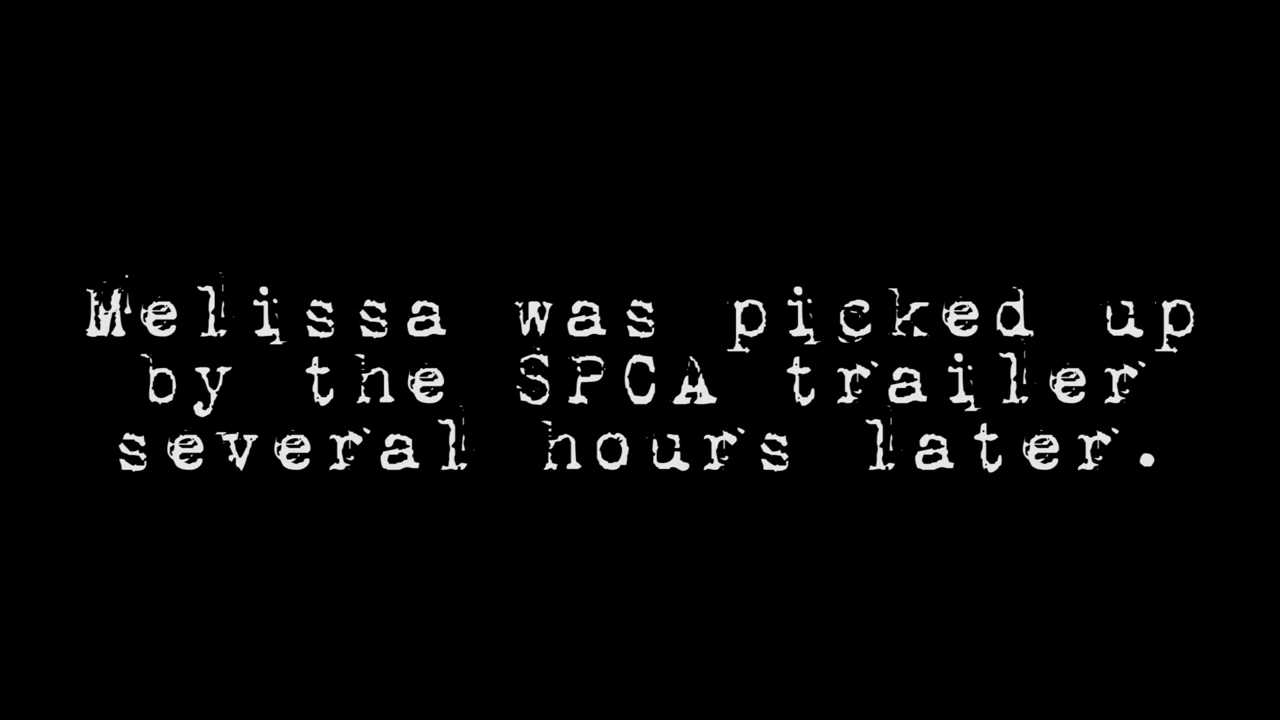 Melissa was picked up
by the SPCA trailer
several hours later.